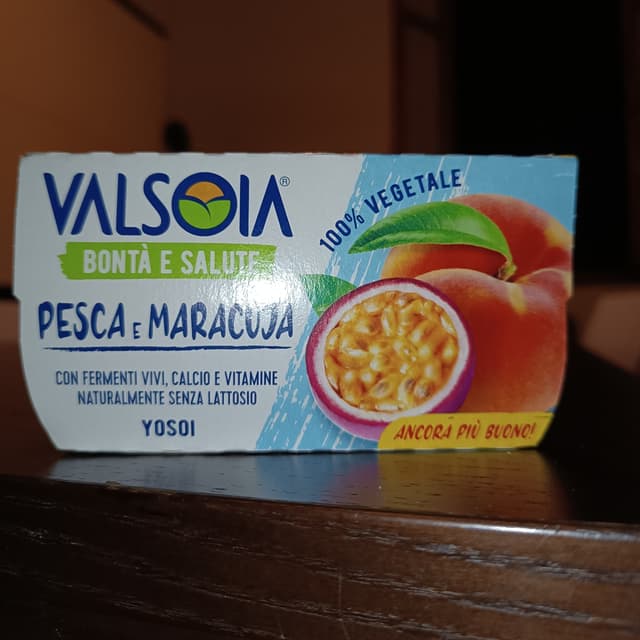 VALSOIA®
BONTÀ E SALUTE
PESCA E MARACUJA
CON FERMENTI VIVI, CALCIO E VITAMINE
NATURALMENTE SENZA LATTOSIO
YOSOI
100% VEGETALE
ANCORA PIÙ BUONO!